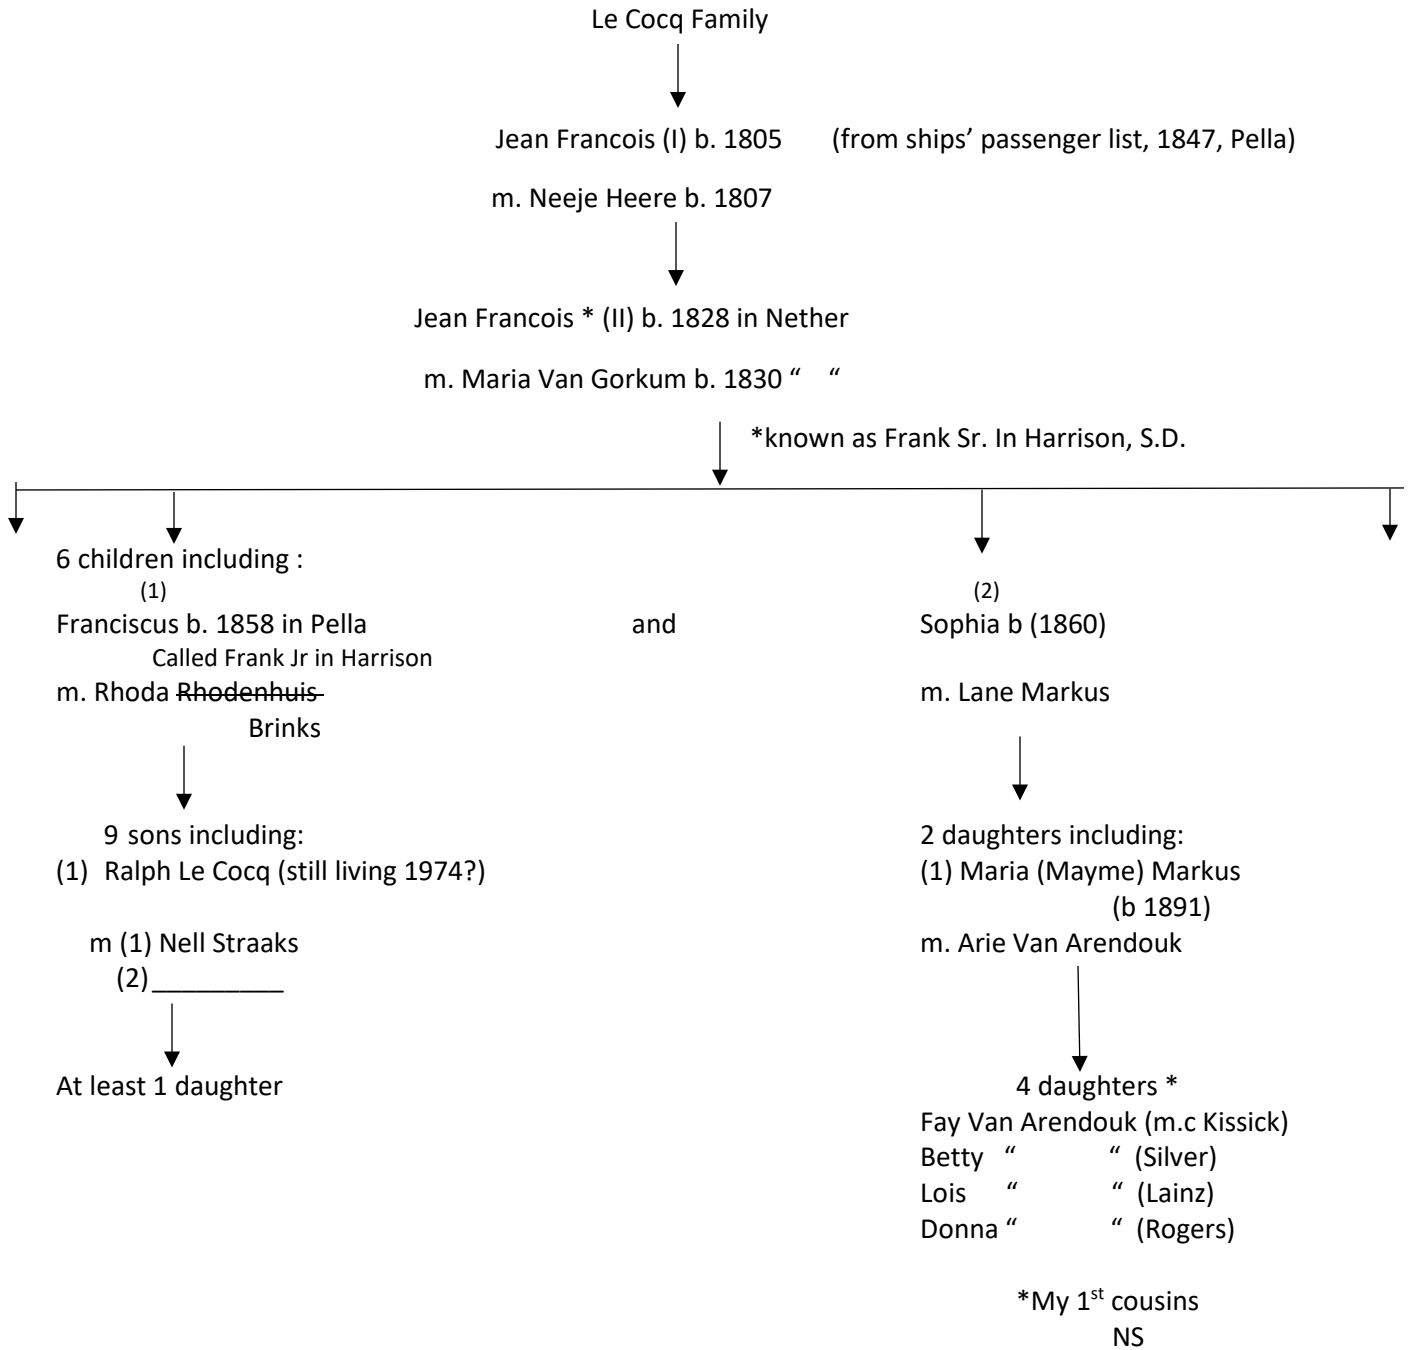 Le Cocq Family
Jean Francois (I) b. 1805 (from ships’ passenger list, 1847, Pella)
m. Neeje Heere b. 1807
Jean Francois * (II) b. 1828 in Nether
m. Maria Van Gorkum b. 1830 “ “
*known as Frank Sr. In Harrison, S.D.
6 children including :
(1) (2)
Franciscus b. 1858 in Pella and Sophia b (1860)
Called Frank Jr in Harrison
m. Rhoda Rhodenhuis m. Lane Markus
Brinks
9 sons including: 2 daughters including:
(1) Ralph Le Cocq (still living 1974?) (1) Maria (Mayme) Markus
(b 1891)
m (1) Nell Straaks m. Arie Van Arendouk
(2) _________
At least 1 daughter 4 daughters *
Fay Van Arendouk (m.c Kissick)
Betty “ “ (Silver)
Lois “ “ (Lainz)
Donna “ “ (Rogers)
*My 1st cousins
NS